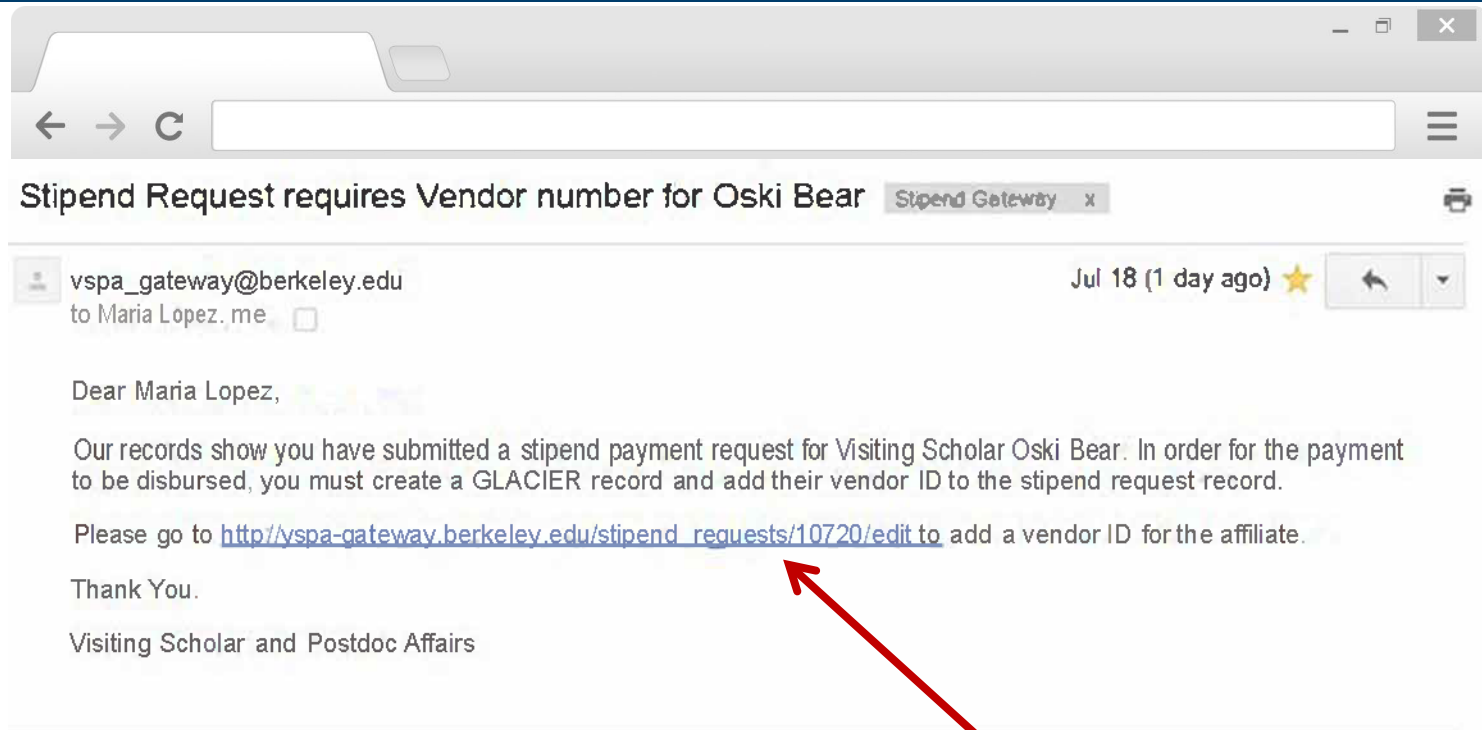 Stipend Request requires Vendor number for Oski Bear Stipend Gateway x
vspa_gateway@berkeley.edu Jul 18 (1 day ago)
to Maria Lopez, me
Dear Maria Lopez,
Our records show you have submitted a stipend payment request for Visiting Scholar Oski Bear. In order for the payment
to be disbursed, you must create a GLACIER record and add their vendor ID to the stipend request record.
Please go to http://vspa-gateway.berkeley.edu/stipend_requests/10720/edit to add a vendor ID for the affiliate.
Thank You.
Visiting Scholar and Postdoc Affairs